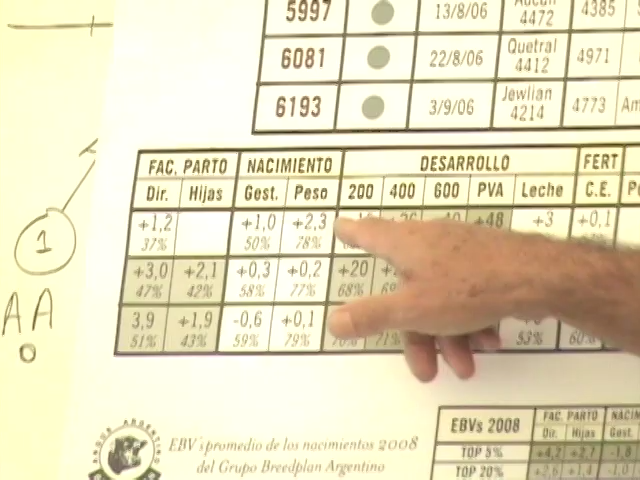 5997 13/8/06 4472 4385
6081 22/8/06 Quetral 4412 4971
6193 3/9/06 Jewlian 4214 4773
FAC. PARTO NACIMIENTO DESARROLLO FERT
Dir. Hijas Gest. Peso 200 400 600 PVA Leche C.E.
+1,2 +1,0 +2,3 +48 +3 +0,1
37% 50% 78%
+3,0 +2,1 +0,3 +0,2 +20
47% 42% 58% 77% 68%
3,9 +1,9 -0,6 +0,1
51% 43% 59% 79% 70% 71% 53% 60%
1
AA
EBV's promedio de los nacimientos 2008
del Grupo Breedplan Argentino
EBVs 2008 FAC. PARTO
Dir. Hijas Gest.
TOP 5% +4,2 +2,7 -1,8
TOP 20% +2,6 +1,4 -1,0